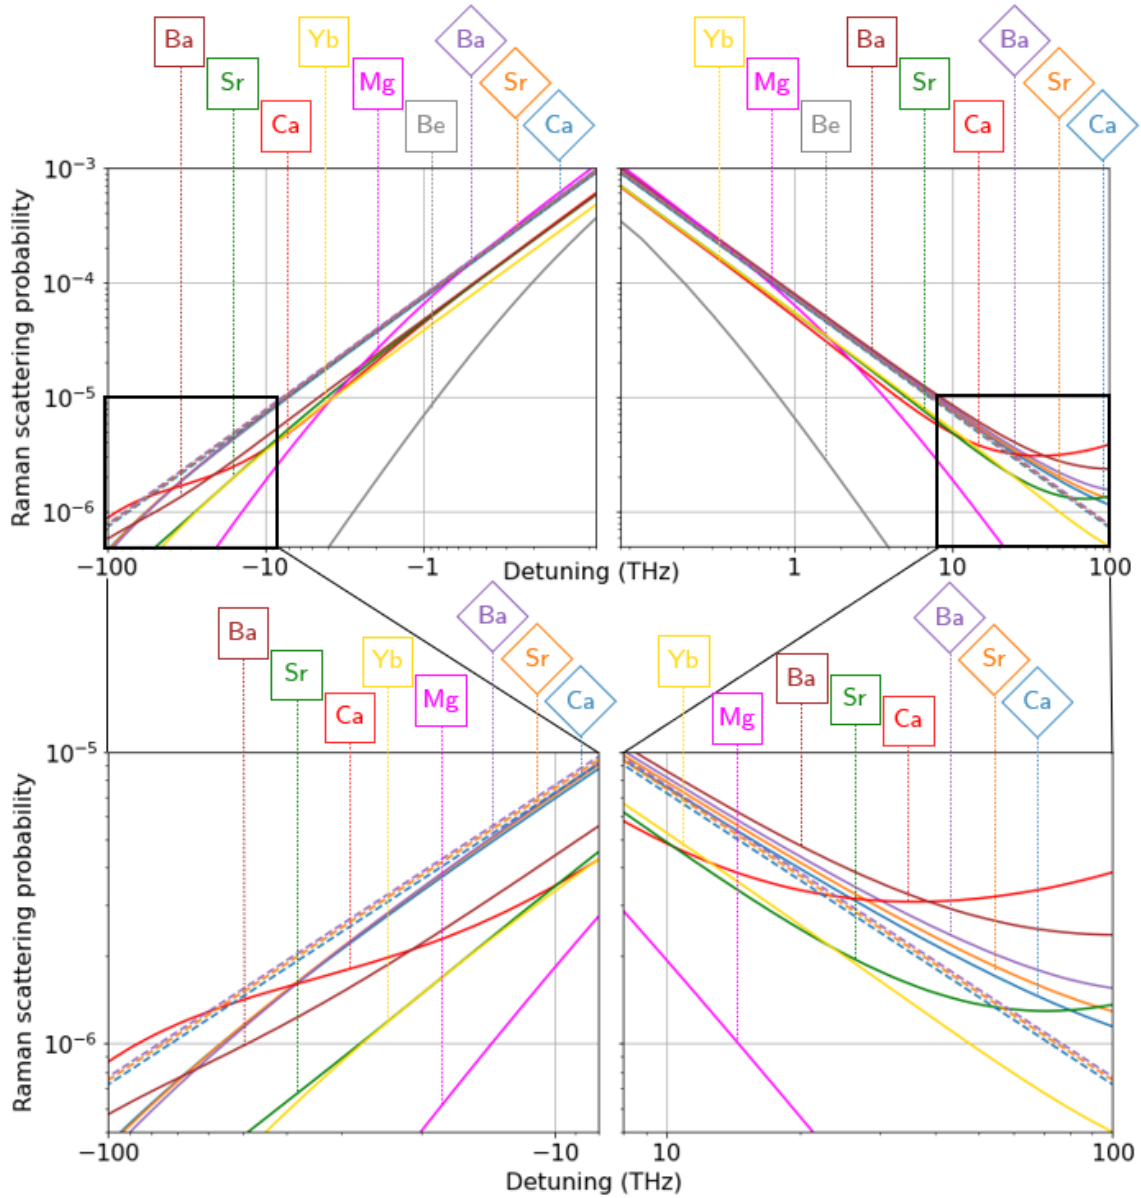 Ba Yb Ba Yb Ba Ba
Sr Mg Sr Mg Sr Sr
Ca Be Ca Be Ca Ca
10⁻³
10⁻⁴
10⁻⁵
10⁻⁶
Raman scattering probability
−100 −10 −1 1 10 100
Detuning (THz)
Ba Yb Ba Yb Ba Ba
Sr Mg Sr Mg Sr Sr
Ca Ca Ca Ca
10⁻⁵
10⁻⁶
Raman scattering probability
−100 −10 10 100
Detuning (THz)